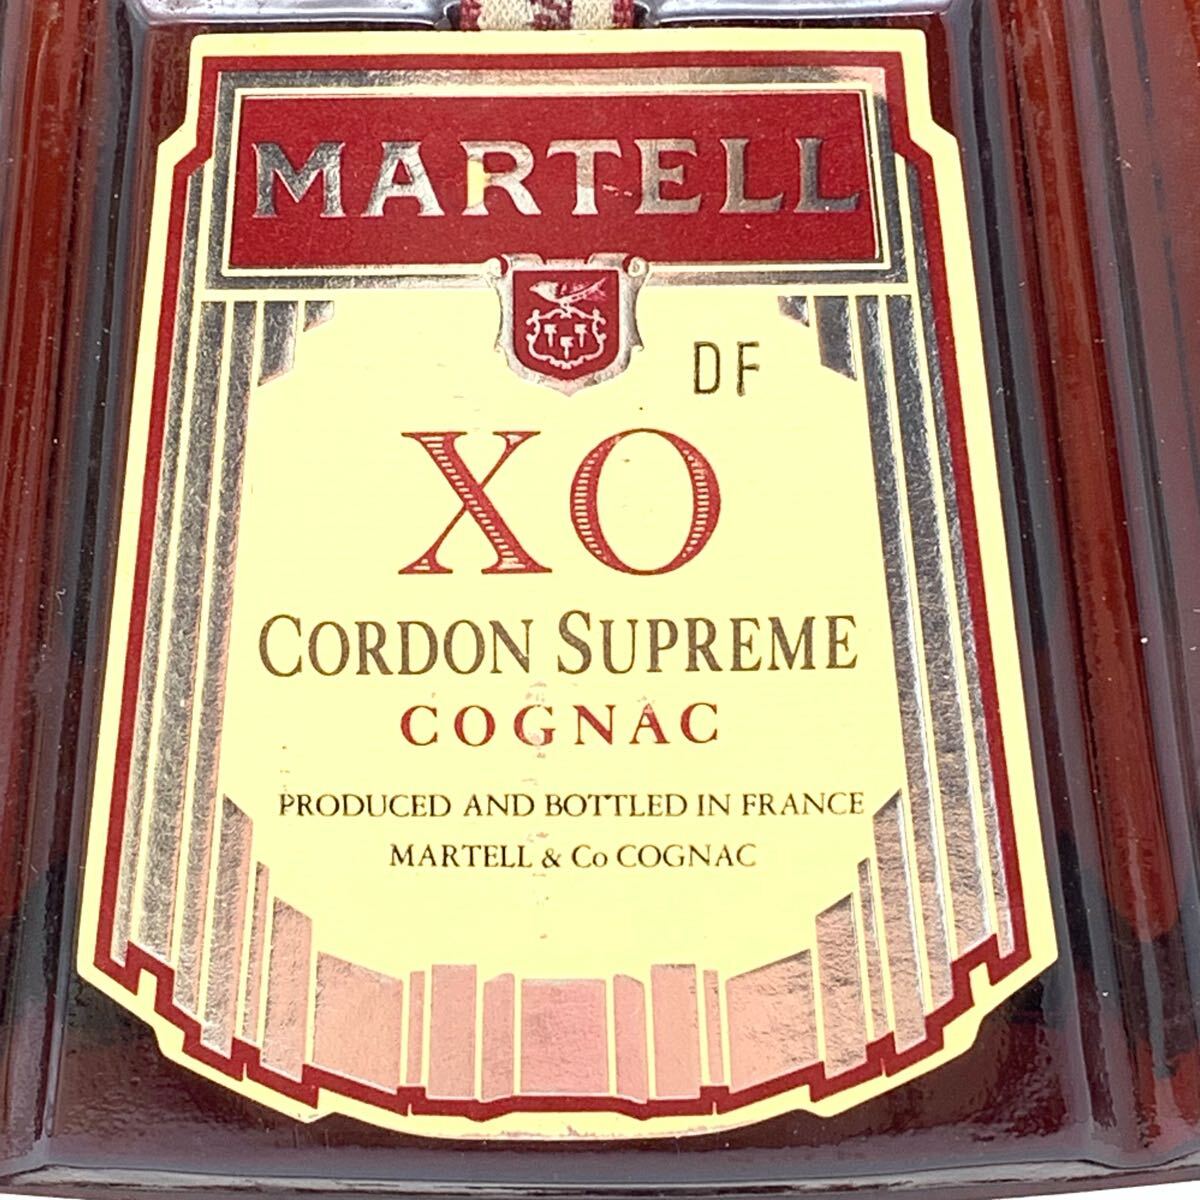 MARTELL
DF
XO
CORDON SUPREME
COGNAC
PRODUCED AND BOTTLED IN FRANCE
MARTELL & Co COGNAC